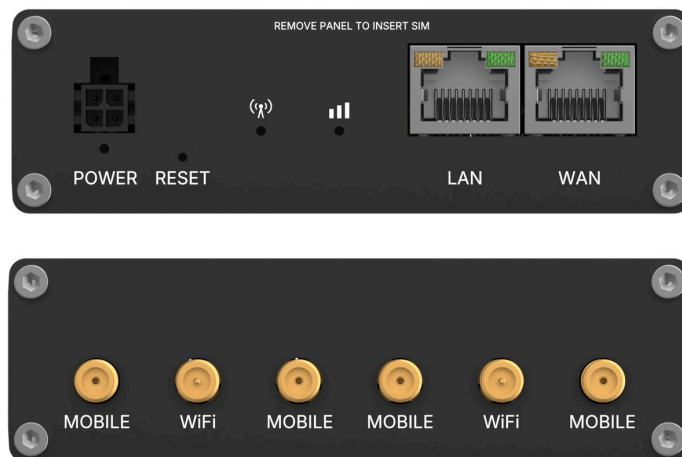 REMOVE PANEL TO INSERT SIM
POWER RESET LAN WAN
MOBILE WiFi MOBILE MOBILE WiFi MOBILE